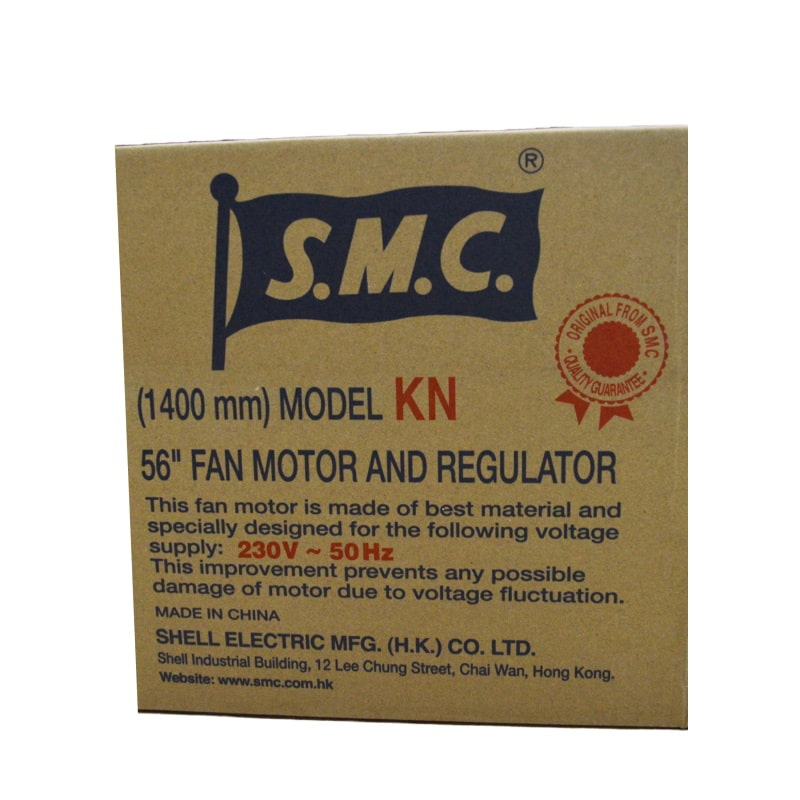 ®
S.M.C.
ORIGINAL FROM SMC
• QUALITY GUARANTEE •
(1400 mm) MODEL KN
56" FAN MOTOR AND REGULATOR
This fan motor is made of best material and
specially designed for the following voltage
supply: 230V ~ 50Hz
This improvement prevents any possible
damage of motor due to voltage fluctuation.
MADE IN CHINA
SHELL ELECTRIC MFG. (H.K.) CO. LTD.
Shell Industrial Building, 12 Lee Chung Street, Chai Wan, Hong Kong.
Website: www.smc.com.hk